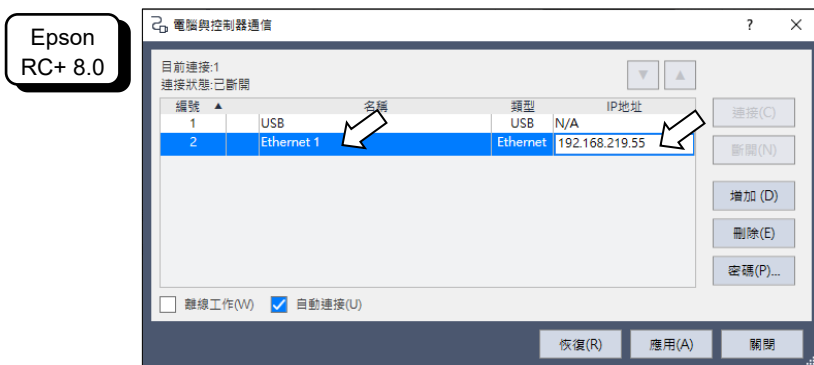 Epson
RC+ 8.0
電腦與控制器通信
?
×
目前連接:1
連接狀態:已斷開
編號 ▲ 名稱 類型 IP地址
1 USB USB N/A
2 Ethernet 1 Ethernet 192.168.219.55
▼ ▲
連接(C)
斷開(N)
增加 (D)
刪除(E)
密碼(P)...
離線工作(W) 自動連接(U)
恢復(R) 應用(A) 關閉